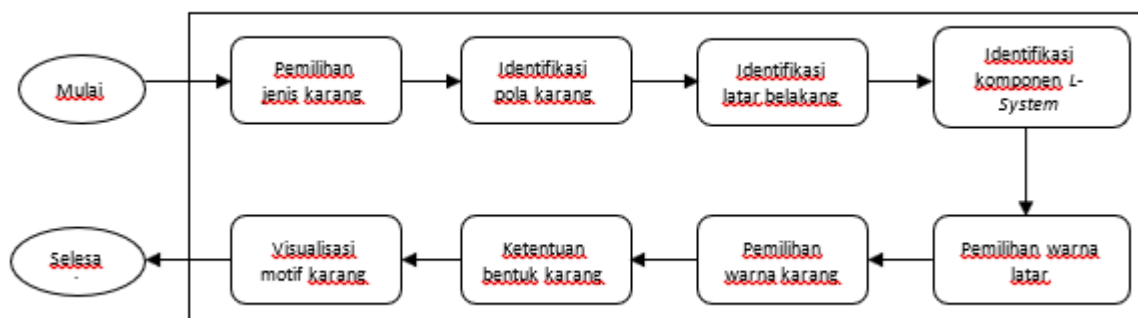 Mulai
Pemilihan
jenis karang
Identifikasi
pola karang
Identifikasi
latar belakang
Identifikasi
komponen L-
System
Pemilihan warna
latar
Pemilihan
warna karang
Ketentuan
bentuk karang
Visualisasi
motif karang
Selesa